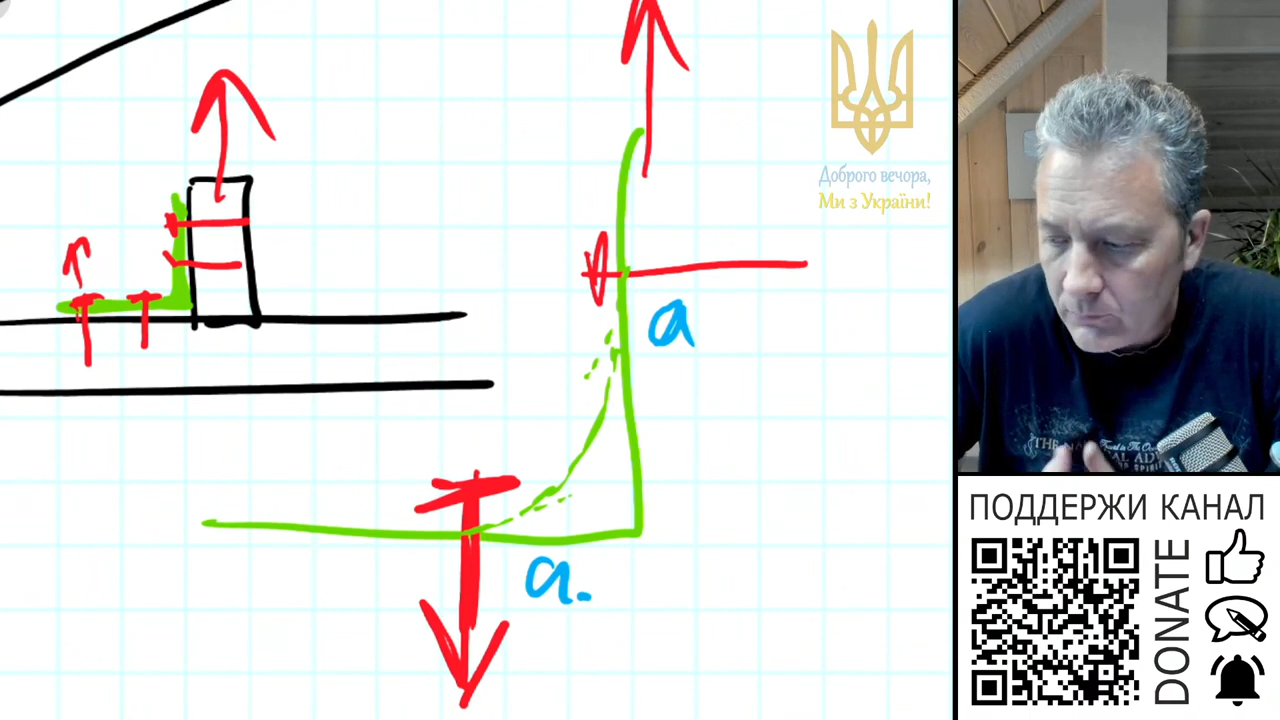 Доброго вечора,
Ми з України!
a
a.
ПОДДЕРЖИ КАНАЛ
DONATE